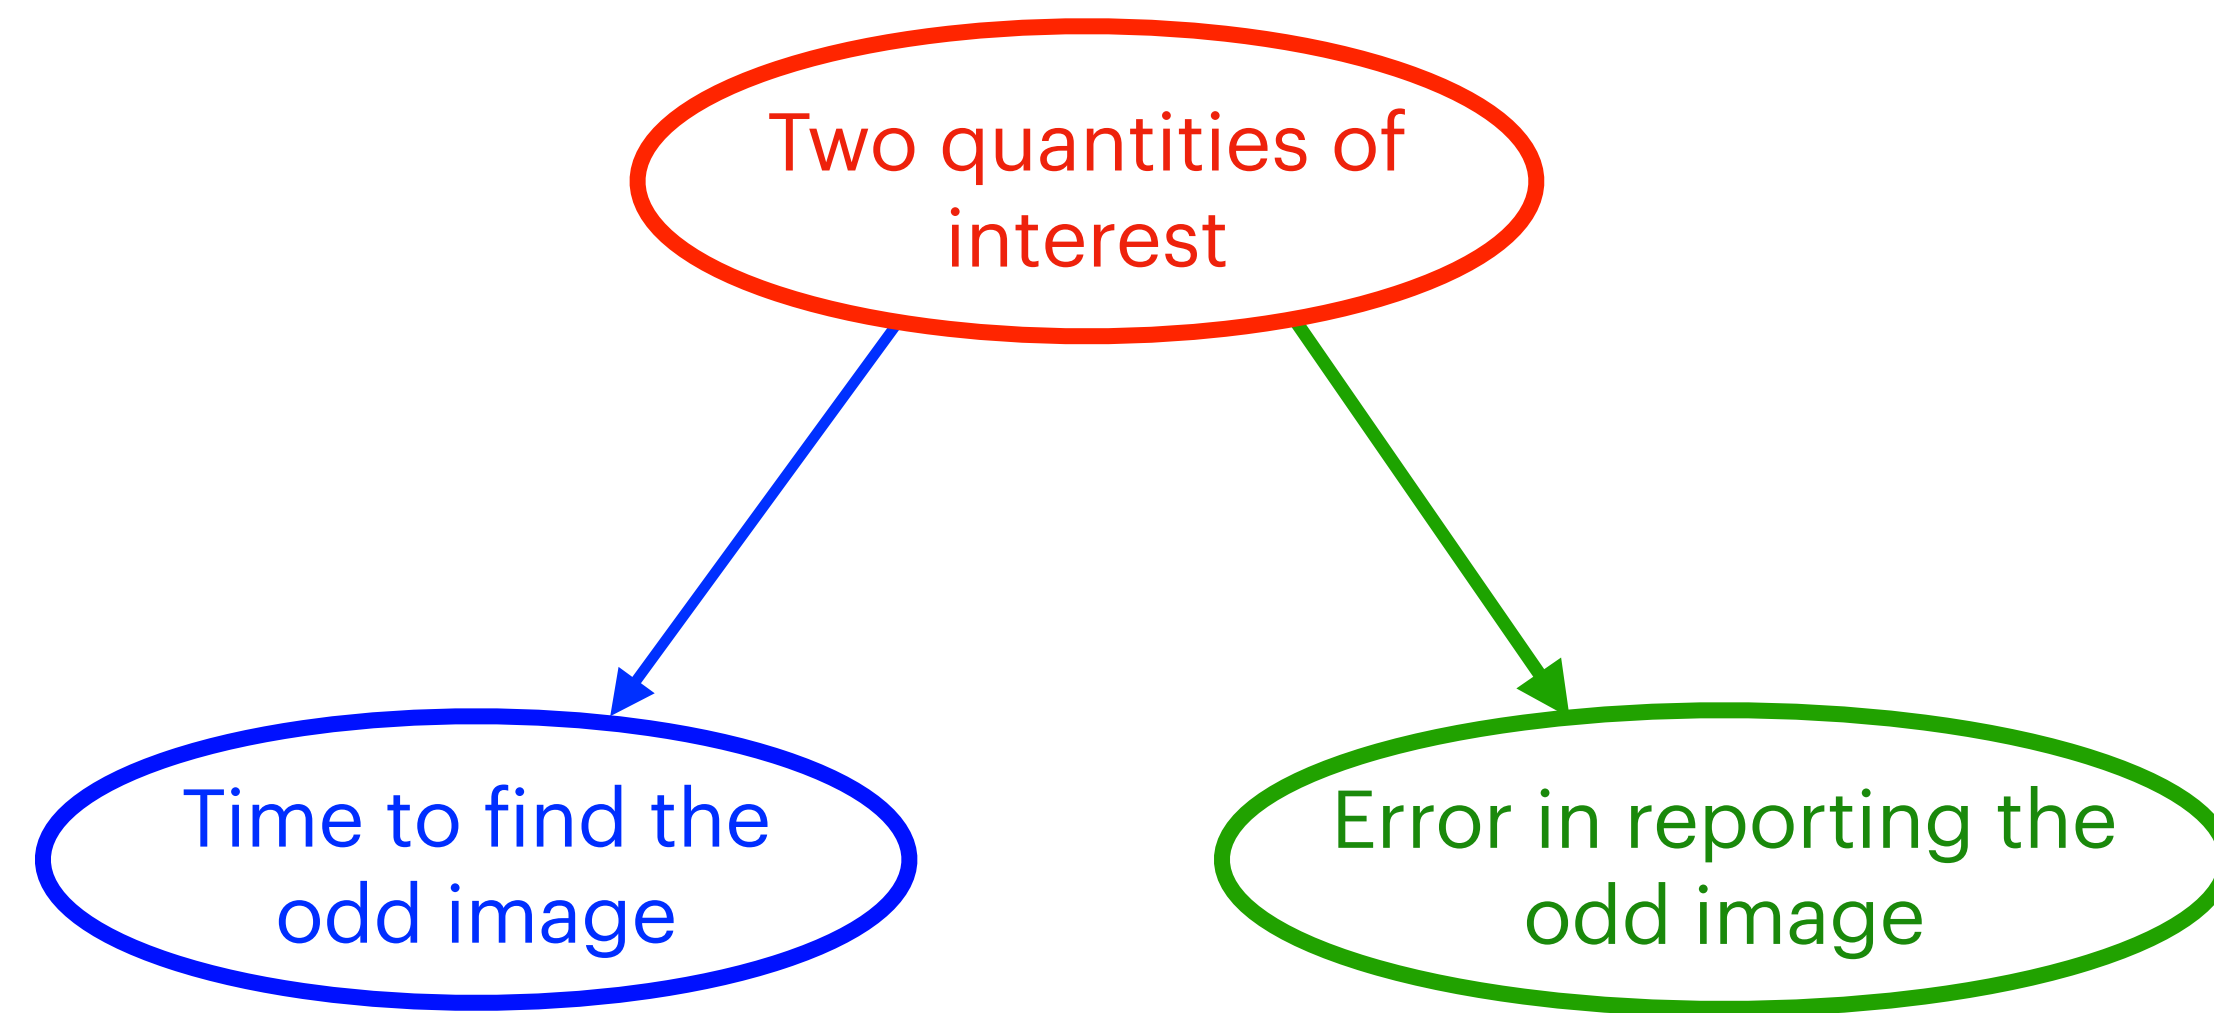 Two quantities of
interest
Time to find the
odd image
Error in reporting the
odd image